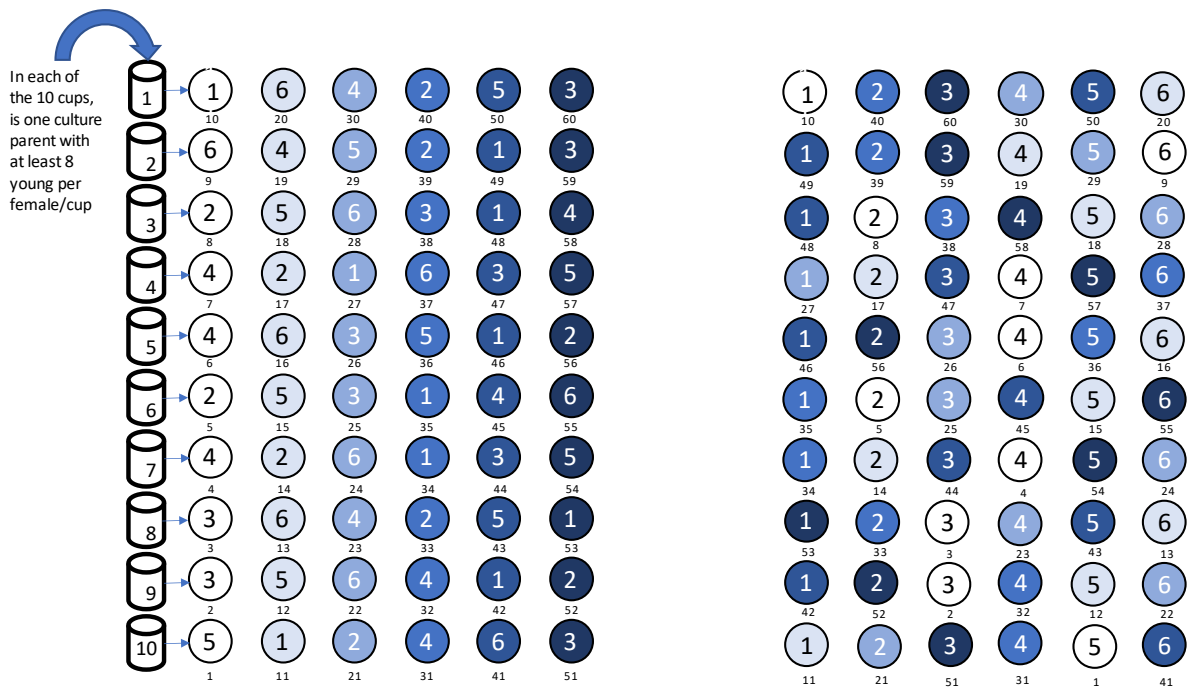 In each of
the 10 cups,
is one culture
parent with
at least 8
young per
female/cup
1 1 6 4 2 5 3 1 2 3 4 5 6
10 20 30 40 50 60 10 40 60 30 50 20
2 6 4 5 2 1 3 1 2 3 4 5 6
9 19 29 39 49 59 49 39 59 19 29 9
3 2 5 6 3 1 4 1 2 3 4 5 6
8 18 28 38 48 58 48 8 38 58 18 28
4 4 2 1 6 3 5 1 2 3 4 5 6
7 17 27 37 47 57 27 17 47 7 57 37
5 4 6 3 5 1 2 1 2 3 4 5 6
6 16 26 36 46 56 46 56 26 6 36 16
6 2 5 3 1 4 6 1 2 3 4 5 6
5 15 25 35 45 55 35 5 25 45 15 55
7 4 2 6 1 3 5 1 2 3 4 5 6
4 14 24 34 44 54 34 14 44 4 54 24
8 3 6 4 2 5 1 1 2 3 4 5 6
3 13 23 33 43 53 53 33 3 23 43 13
9 3 5 6 4 1 2 1 2 3 4 5 6
2 12 22 32 42 52 42 52 2 32 12 22
10 5 1 2 4 6 3 1 2 3 4 5 6
1 11 21 31 41 51 11 21 51 31 1 41